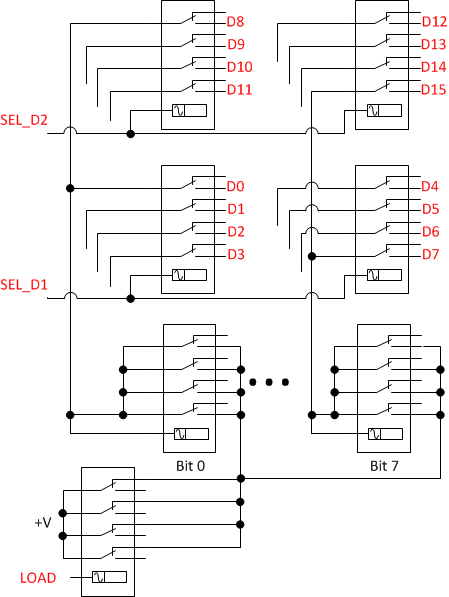 D8
D9
D10
D11
D12
D13
D14
D15
SEL_D2
D0
D1
D2
D3
D4
D5
D6
D7
SEL_D1
Bit 0
Bit 7
+V
LOAD